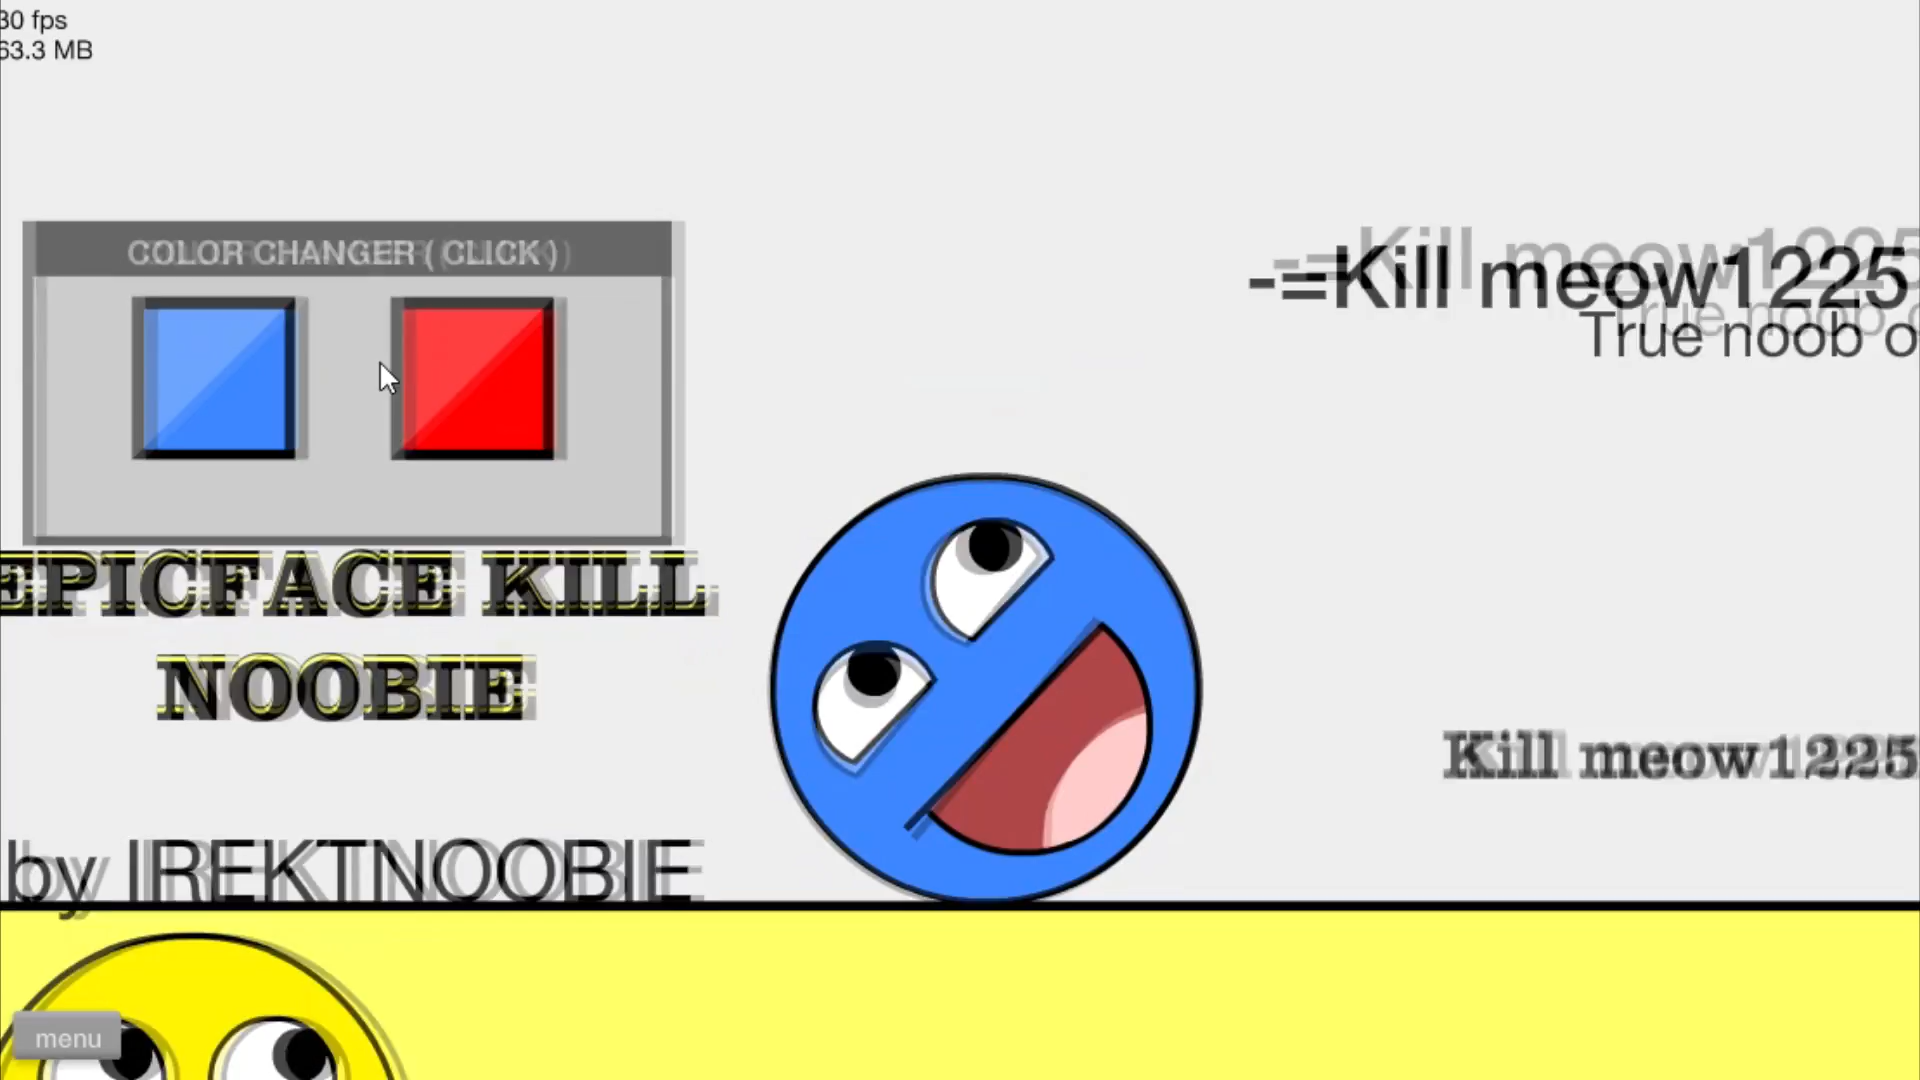 30 fps
63.3 MB
COLOR CHANGER ( CLICK )
-=Kill meow1225
True noob o
EPICFACE KILL
NOOBIE
Kill meow1225
by IREKTNOOBIE
menu